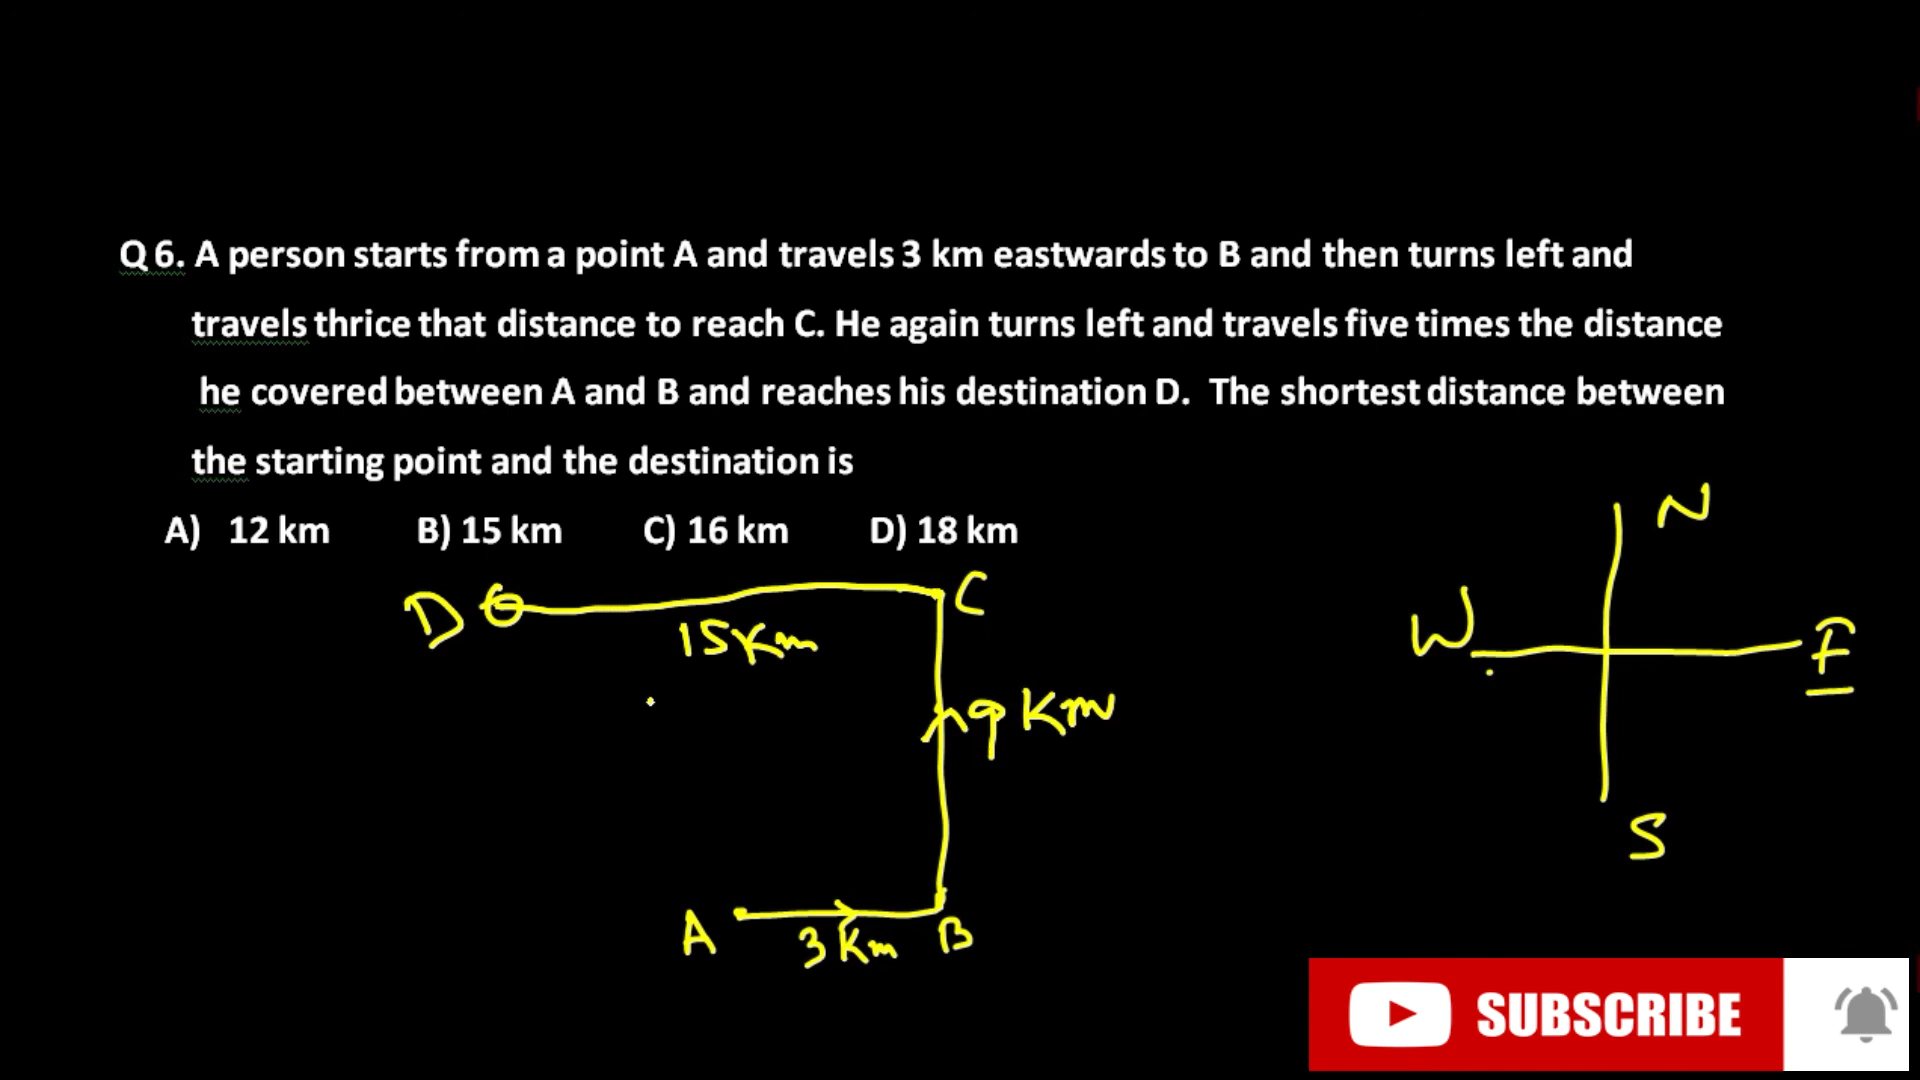 Q 6. A person starts from a point A and travels 3 km eastwards to B and then turns left and
travels thrice that distance to reach C. He again turns left and travels five times the distance
he covered between A and B and reaches his destination D. The shortest distance between
the starting point and the destination is
A) 12 km B) 15 km C) 16 km D) 18 km
N
D C
15 Km
W E
9 Km
S
A 3 Km B
SUBSCRIBE